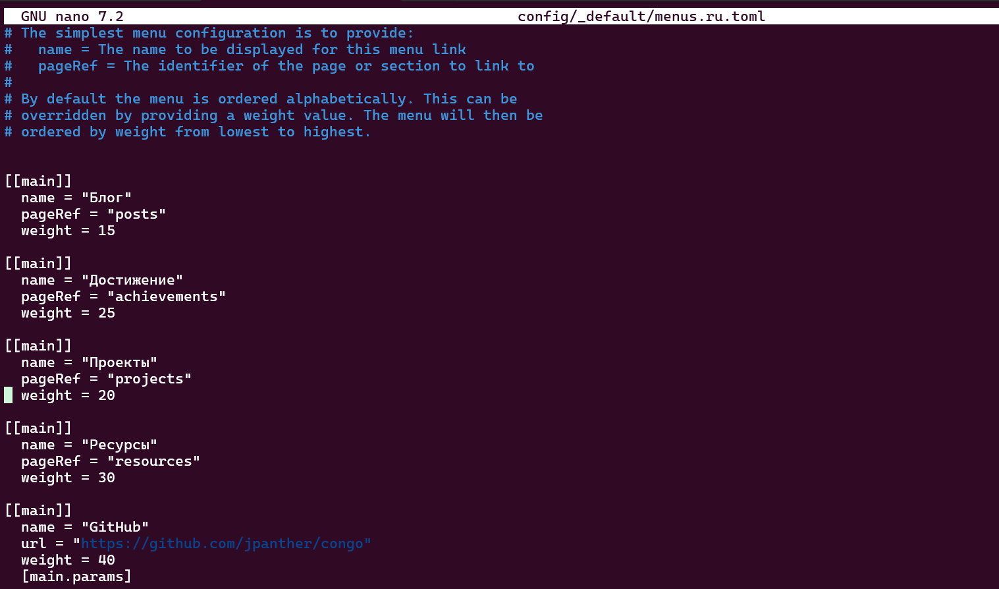 GNU nano 7.2 config/_default/menus.ru.toml
# The simplest menu configuration is to provide:
#   name = The name to be displayed for this menu link
#   pageRef = The identifier of the page or section to link to
#
# By default the menu is ordered alphabetically. This can be
# overridden by providing a weight value. The menu will then be
# ordered by weight from lowest to highest.
[[main]]
  name = "Блог"
  pageRef = "posts"
  weight = 15
[[main]]
  name = "Достижение"
  pageRef = "achievements"
  weight = 25
[[main]]
  name = "Проекты"
  pageRef = "projects"
  weight = 20
[[main]]
  name = "Ресурсы"
  pageRef = "resources"
  weight = 30
[[main]]
  name = "GitHub"
  url = "https://github.com/jpanther/congo"
  weight = 40
  [main.params]